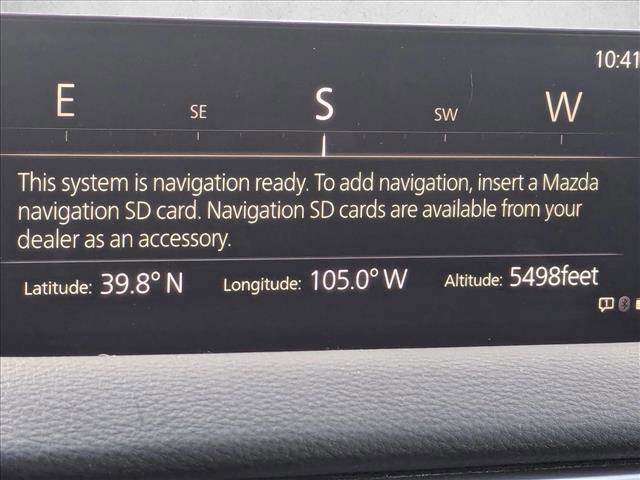 10:41
E SE S SW W
This system is navigation ready. To add navigation, insert a Mazda
navigation SD card. Navigation SD cards are available from your
dealer as an accessory.
Latitude: 39.8° N Longitude: 105.0° W Altitude: 5498feet
1